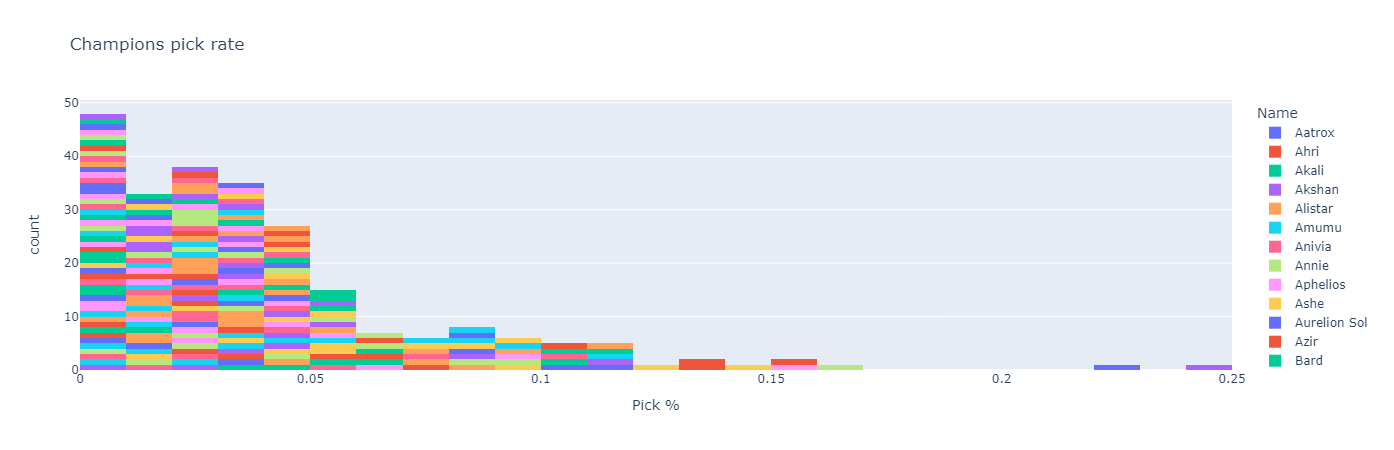 Champions pick rate
50
40
30
20
10
0
count
0 0.05 0.1 0.15 0.2 0.25
Pick %
Name
Aatrox
Ahri
Akali
Akshan
Alistar
Amumu
Anivia
Annie
Aphelios
Ashe
Aurelion Sol
Azir
Bard